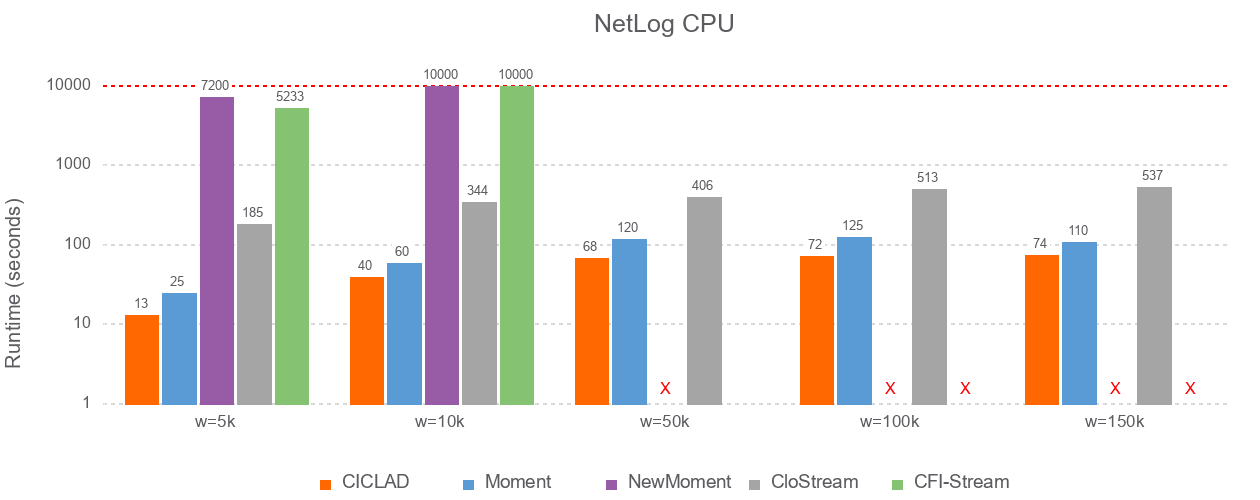 NetLog CPU
Runtime (seconds)
10000
1000
100
10
1
13 25 7200 185 5233
40 60 10000 344 10000
68 120 X 406
72 125 X 513 X
74 110 X 537 X
w=5k w=10k w=50k w=100k w=150k
CICLAD Moment NewMoment CloStream CFI-Stream